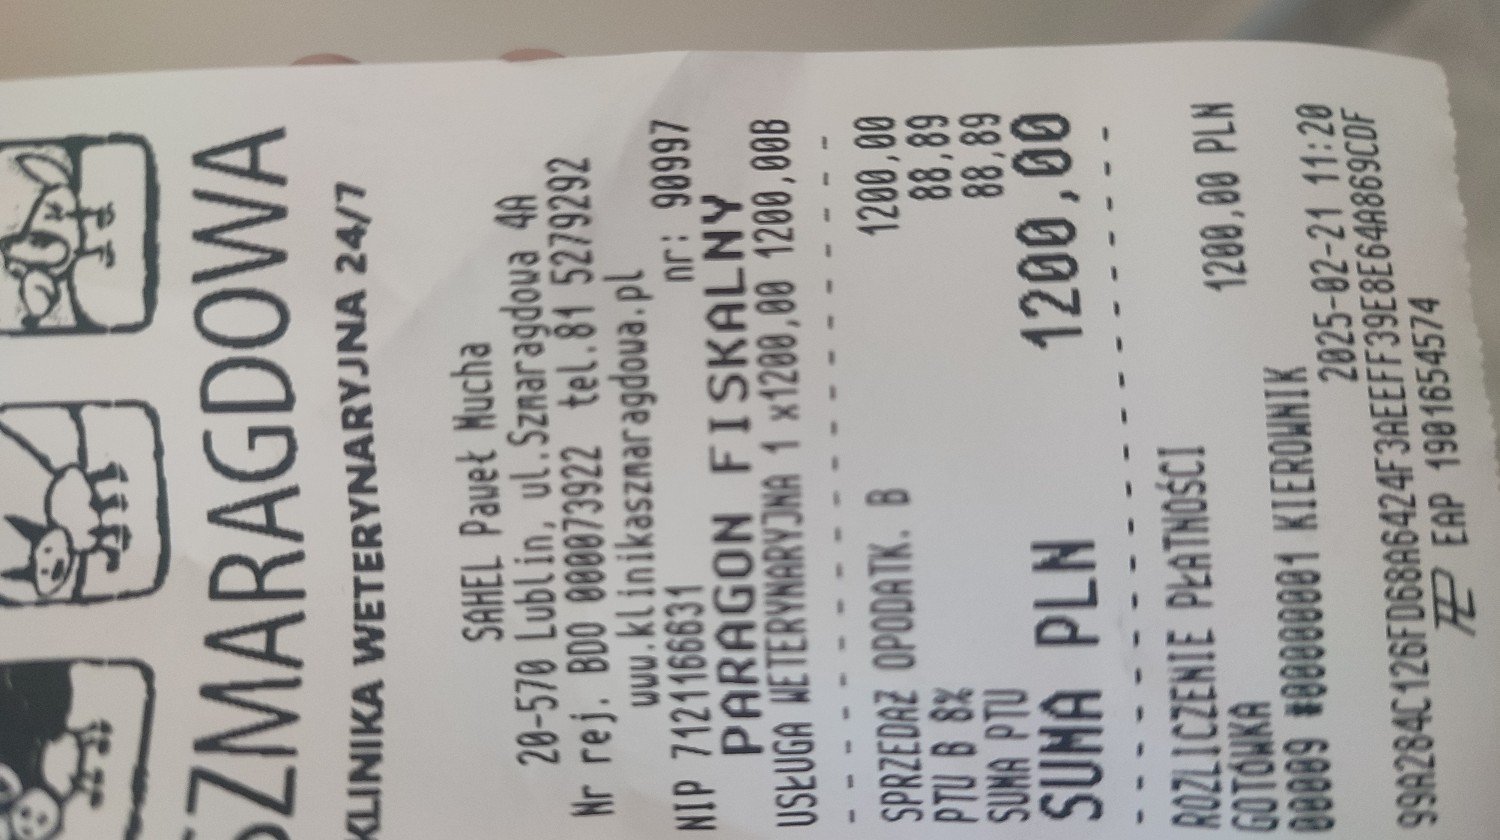 SZMARAGDOWA
KLINIKA WETERYNARYJNA 24/7
SAHEL Paweł Mucha
20-570 Lublin, ul.Szmaragdowa 4A
Nr rej. BDO 000073922 tel.81 5279292
www.klinikaszmaragdowa.pl
NIP 7121166631 nr: 90997
PARAGON FISKALNY
USŁUGA WETERYNARYJNA 1 x1200,00 1200,00B
SPRZEDAŻ OPODATK. B 1200,00
PTU B 8% 88,89
SUMA PTU 88,89
SUMA PLN 1200,00
ROZLICZENIE PŁATNOŚCI
GOTÓWKA 1200,00 PLN
00009 #00000001 KIEROWNIK 2025-02-21 11:20
99A284C126FD68A6424F3AEEFF39E8E64A869CDF
EAP 1901654574